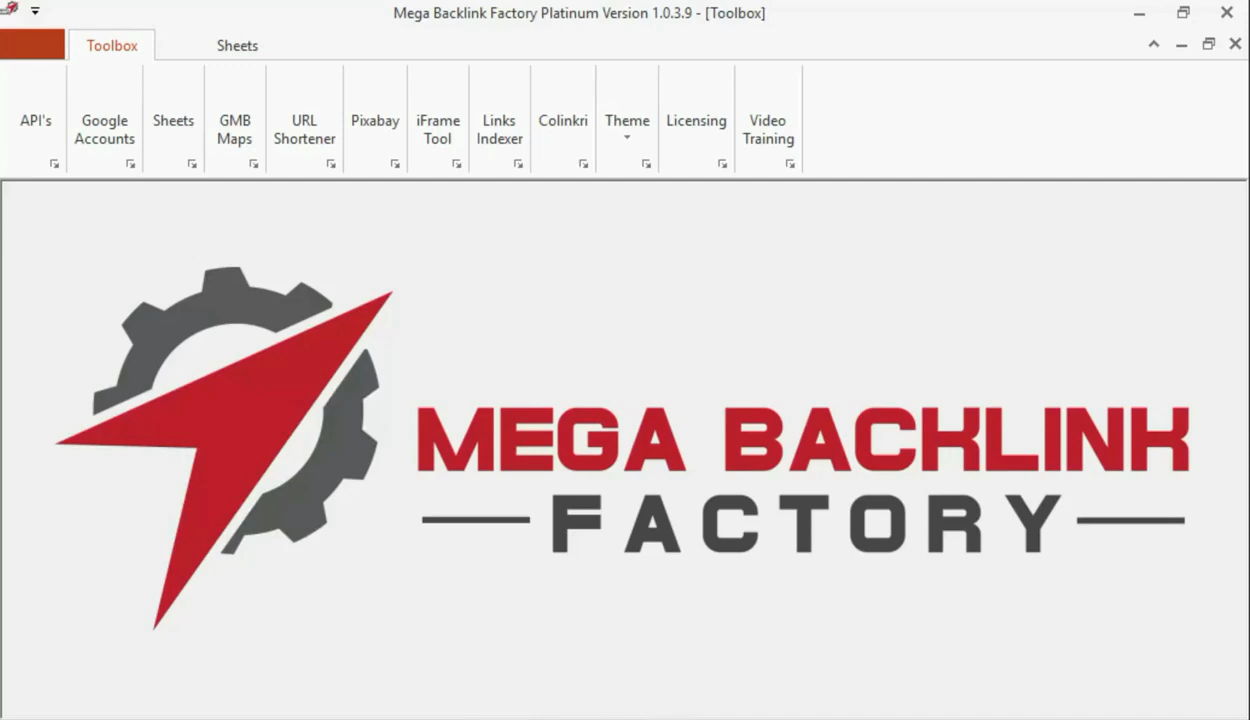 Mega Backlink Factory Platinum Version 1.0.3.9 - [Toolbox]
Toolbox Sheets
API's Google Accounts Sheets GMB Maps URL Shortener Pixabay iFrame Tool Links Indexer Colinkri Theme Licensing Video Training
MEGA BACKLINK
FACTORY